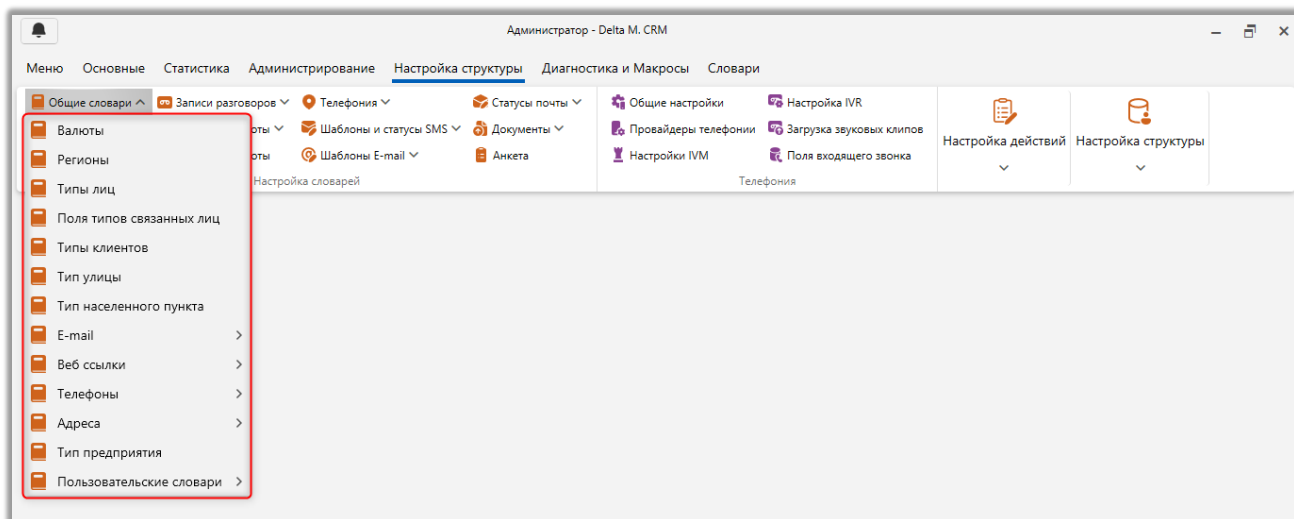 Администратор - Delta M. CRM
Меню Основные Статистика Администрирование Настройка структуры Диагностика и Макросы Словари
Общие словари Записи разговоров Телефония Статусы почты Общие настройки Настройка IVR
Шаблоны и статусы SMS Документы Провайдеры телефонии Загрузка звуковых клипов
Шаблоны E-mail Анкета Настройки IVM Поля входящего звонка
Настройка действий Настройка структуры
Настройка словарей Телефония
Валюты
Регионы
Типы лиц
Поля типов связанных лиц
Типы клиентов
Тип улицы
Тип населенного пункта
E-mail
Веб ссылки
Телефоны
Адреса
Тип предприятия
Пользовательские словари